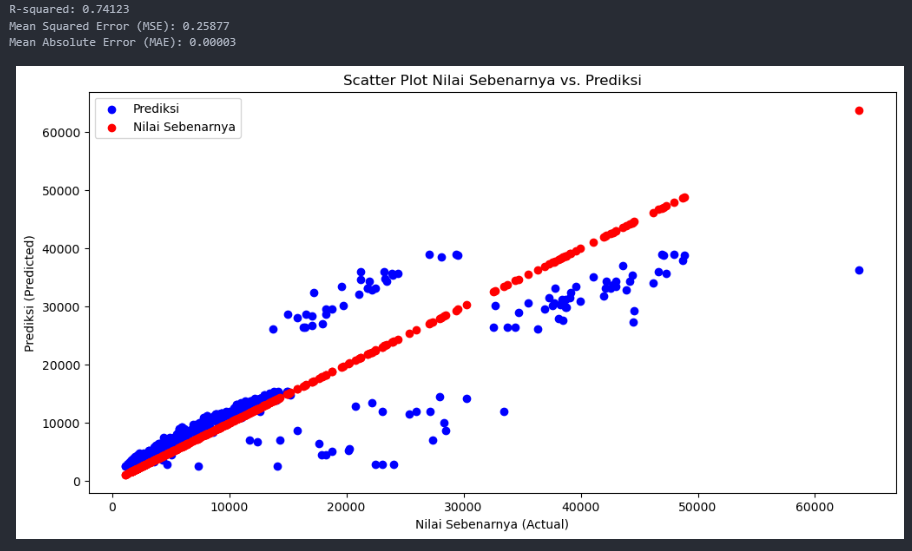 R-squared: 0.74123
Mean Squared Error (MSE): 0.25877
Mean Absolute Error (MAE): 0.00003
Scatter Plot Nilai Sebenarnya vs. Prediksi
Prediksi
Nilai Sebenarnya
Prediksi (Predicted)
60000
50000
40000
30000
20000
10000
0
0 10000 20000 30000 40000 50000 60000
Nilai Sebenarnya (Actual)